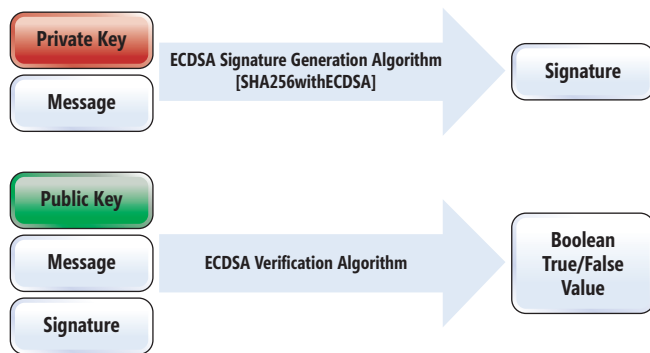 Private Key
Message
ECDSA Signature Generation Algorithm
[SHA256withECDSA]
Signature
Public Key
Message
Signature
ECDSA Verification Algorithm
Boolean
True/False
Value